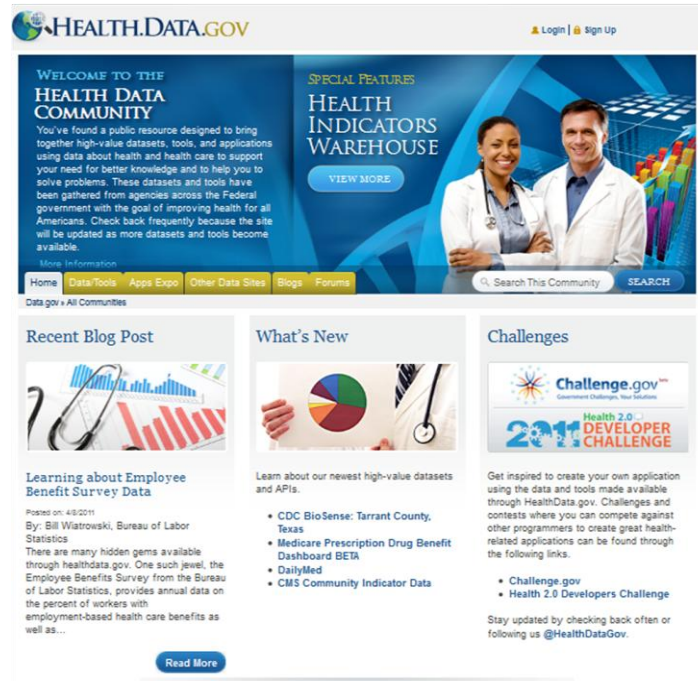 HEALTH.DATA.GOV
Login | Sign Up
WELCOME TO THE
HEALTH DATA
COMMUNITY
You've found a public resource designed to bring
together high-value datasets, tools, and applications
using data about health and health care to support
your need for better knowledge and to help you to
solve problems. These datasets and tools have
been gathered from agencies across the Federal
government with the goal of improving health for all
Americans. Check back frequently because the site
will be updated as more datasets and tools become
available.
More Information
SPECIAL FEATURES
HEALTH
INDICATORS
WAREHOUSE
VIEW MORE
Home Data/Tools Apps Expo Other Data Sites Blogs Forums
Search This Community SEARCH
Data.gov » All Communities
Recent Blog Post
Learning about Employee
Benefit Survey Data
Posted on: 4/8/2011
By: Bill Wiatrowski, Bureau of Labor
Statistics
There are many hidden gems available
through healthdata.gov. One such jewel, the
Employee Benefits Survey from the Bureau
of Labor Statistics, provides annual data on
the percent of workers with
employment-based health care benefits as
well as...
Read More
What's New
Learn about our newest high-value datasets
and APIs.
• CDC BioSense: Tarrant County,
Texas
• Medicare Prescription Drug Benefit
Dashboard BETA
• DailyMed
• CMS Community Indicator Data
Challenges
Challenge.gov beta
Government Challenges, Your Solutions
Health 2.0
2011 DEVELOPER
CHALLENGE
Get inspired to create your own application
using the data and tools made available
through HealthData.gov. Challenges and
contests where you can compete against
other programmers to create great health-
related applications can be found through
the following links.
• Challenge.gov
• Health 2.0 Developers Challenge
Stay updated by checking back often or
following us @HealthDataGov.